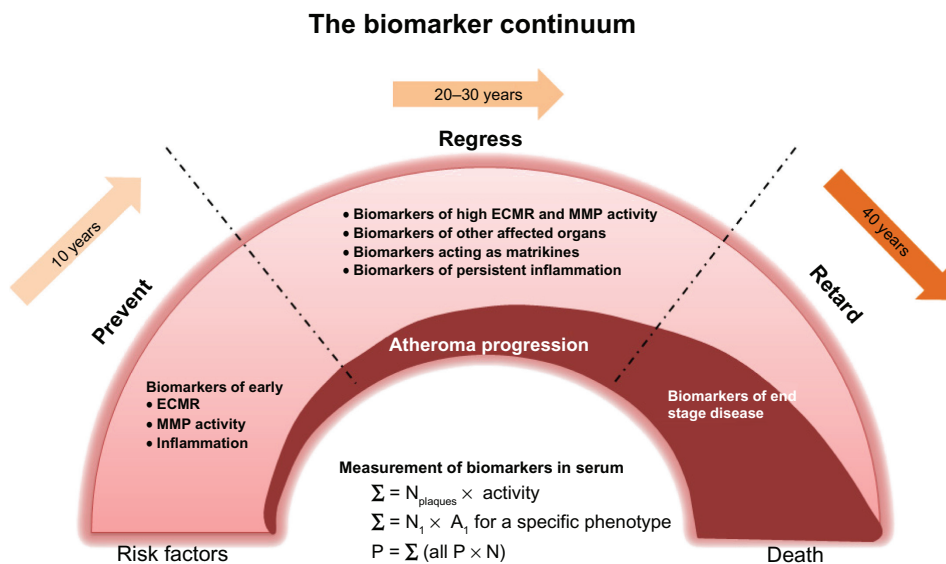 The biomarker continuum
20–30 years
Regress
10 years
Prevent
40 years
Retard
• Biomarkers of high ECMR and MMP activity
• Biomarkers of other affected organs
• Biomarkers acting as matrikines
• Biomarkers of persistent inflammation
Atheroma progression
Biomarkers of early
• ECMR
• MMP activity
• Inflammation
Biomarkers of end
stage disease
Measurement of biomarkers in serum
Σ = N_plaques × activity
Σ = N₁ × A₁ for a specific phenotype
P = Σ (all P × N)
Risk factors
Death